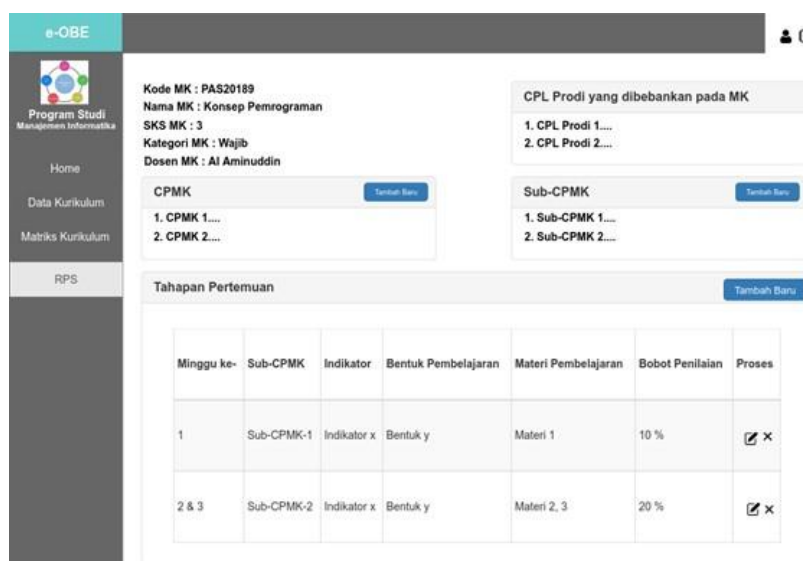 e-OBE
Program Studi
Manajemen Informatika
Home
Data Kurikulum
Matriks Kurikulum
RPS
Kode MK : PAS20189
Nama MK : Konsep Pemrograman
SKS MK : 3
Kategori MK : Wajib
Dosen MK : Al Aminuddin
CPL Prodi yang dibebankan pada MK
1. CPL Prodi 1....
2. CPL Prodi 2....
CPMK Tambah Baru
1. CPMK 1....
2. CPMK 2....
Sub-CPMK Tambah Baru
1. Sub-CPMK 1....
2. Sub-CPMK 2....
Tahapan Pertemuan Tambah Baru
Minggu ke- Sub-CPMK Indikator Bentuk Pembelajaran Materi Pembelajaran Bobot Penilaian Proses
1 Sub-CPMK-1 Indikator x Bentuk y Materi 1 10 %
2 & 3 Sub-CPMK-2 Indikator x Bentuk y Materi 2, 3 20 %